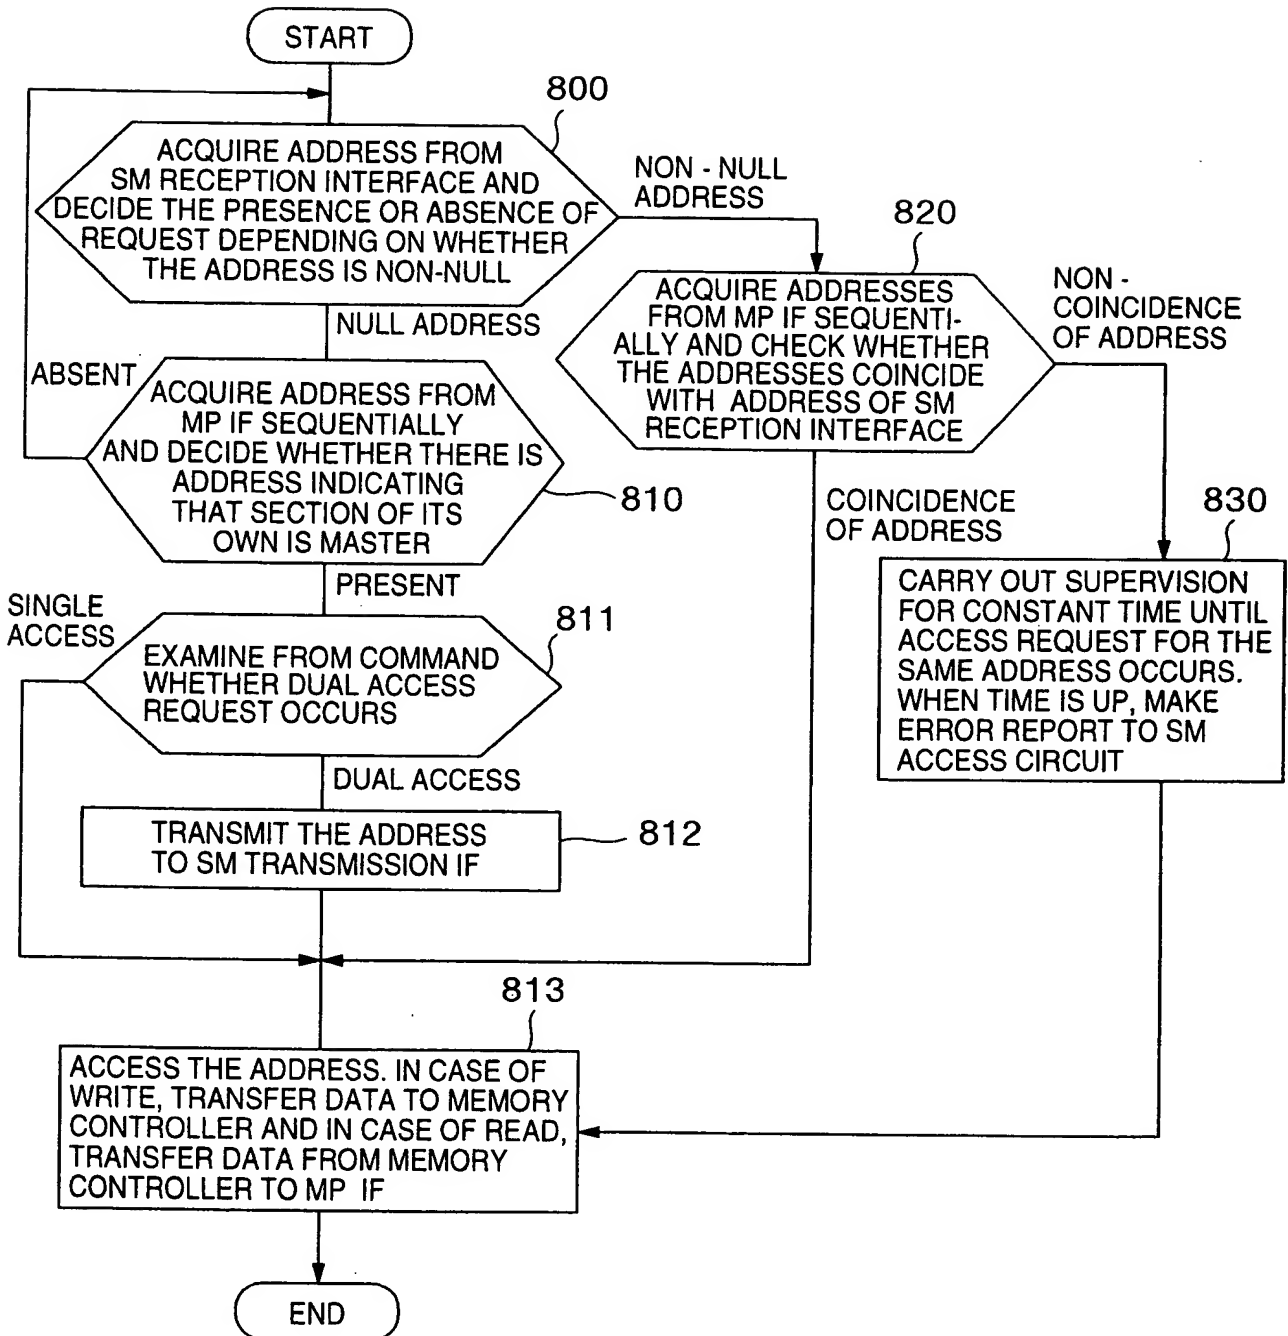 START
800
ACQUIRE ADDRESS FROM
SM RECEPTION INTERFACE AND
DECIDE THE PRESENCE OR ABSENCE OF
REQUEST DEPENDING ON WHETHER
THE ADDRESS IS NON-NULL
NON - NULL
ADDRESS
820
ACQUIRE ADDRESSES
FROM MP IF SEQUENTI-
ALLY AND CHECK WHETHER
THE ADDRESSES COINCIDE
WITH ADDRESS OF SM
RECEPTION INTERFACE
NON -
COINCIDENCE
OF ADDRESS
NULL ADDRESS
ABSENT
ACQUIRE ADDRESS FROM
MP IF SEQUENTIALLY
AND DECIDE WHETHER THERE IS
ADDRESS INDICATING
THAT SECTION OF ITS
OWN IS MASTER
810
COINCIDENCE
OF ADDRESS
830
CARRY OUT SUPERVISION
FOR CONSTANT TIME UNTIL
ACCESS REQUEST FOR THE
SAME ADDRESS OCCURS.
WHEN TIME IS UP, MAKE
ERROR REPORT TO SM
ACCESS CIRCUIT
PRESENT
SINGLE
ACCESS
811
EXAMINE FROM COMMAND
WHETHER DUAL ACCESS
REQUEST OCCURS
DUAL ACCESS
TRANSMIT THE ADDRESS
TO SM TRANSMISSION IF
812
813
ACCESS THE ADDRESS. IN CASE OF
WRITE, TRANSFER DATA TO MEMORY
CONTROLLER AND IN CASE OF READ,
TRANSFER DATA FROM MEMORY
CONTROLLER TO MP IF
END